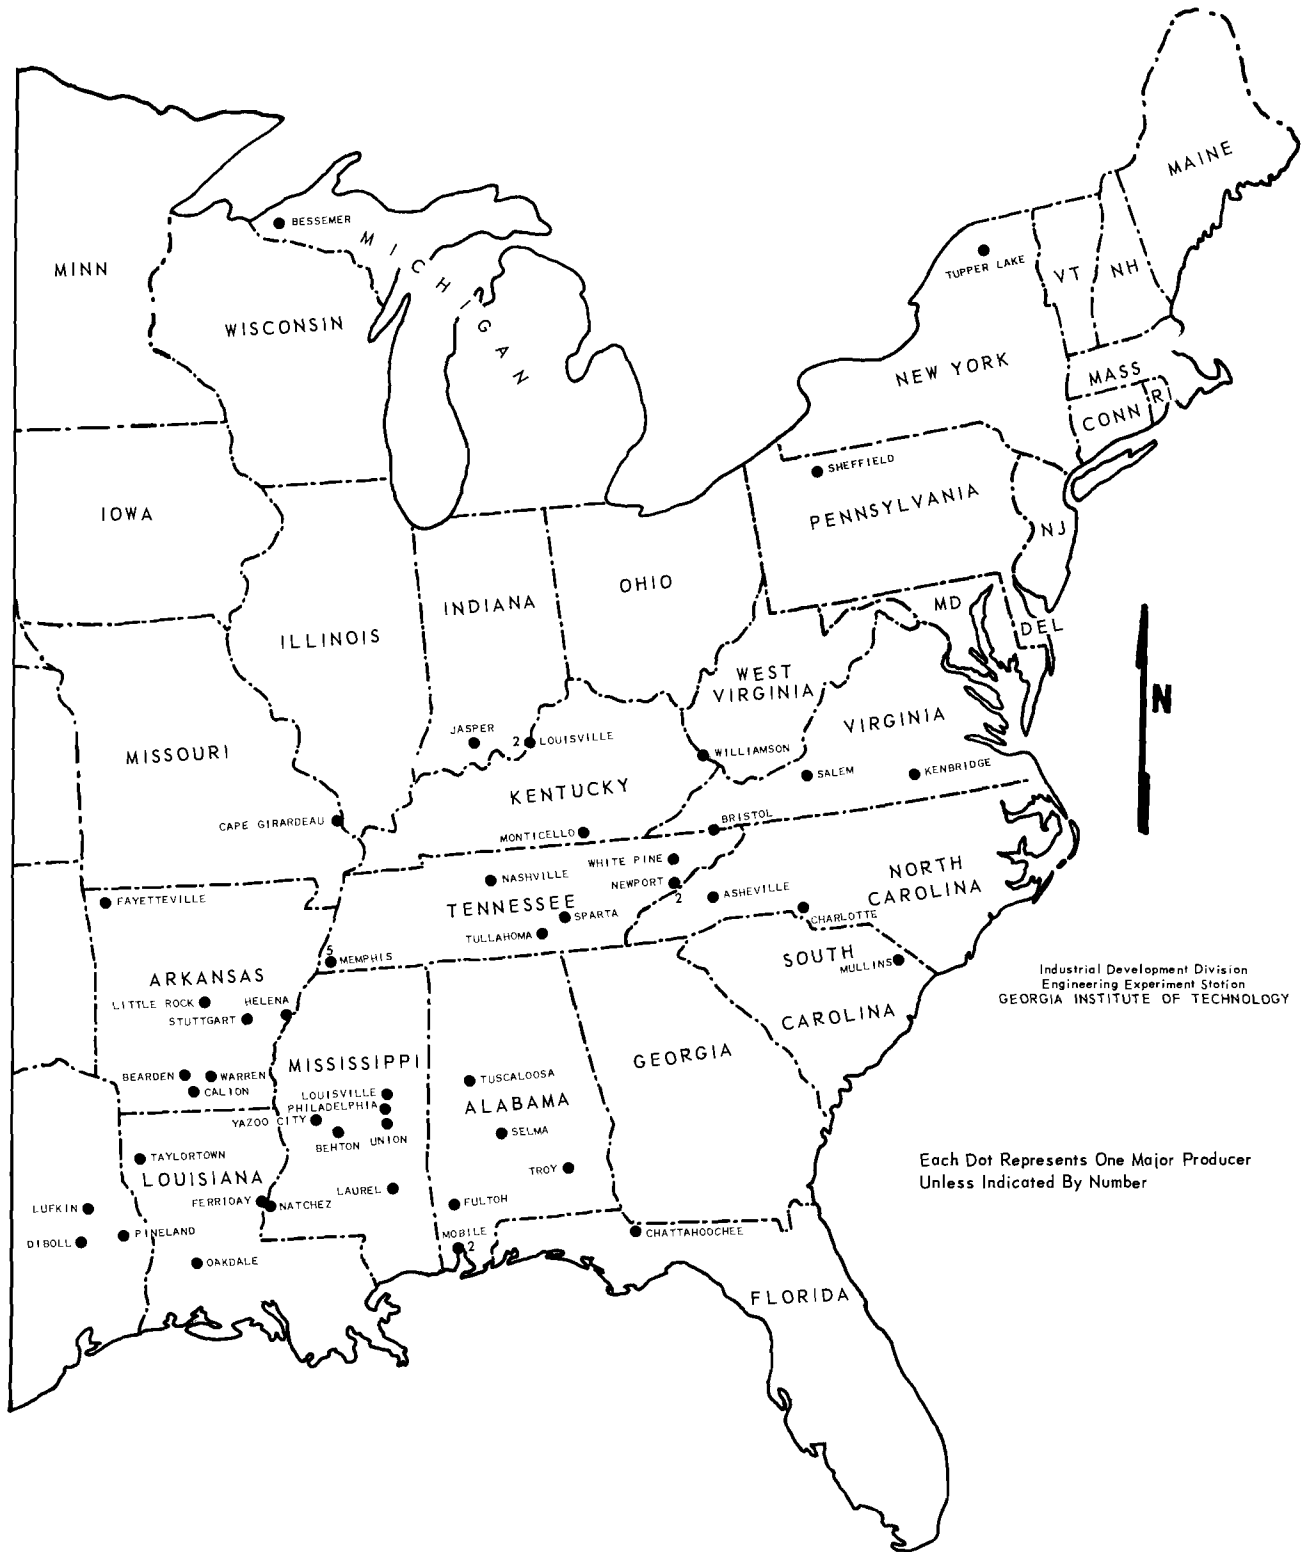 MAINE
BESSEMER
MICHIGAN
MINN
TUPPER LAKE
VT
NH
WISCONSIN
NEW YORK
MASS
CONN
RI
SHEFFIELD
PENNSYLVANIA
IOWA
NJ
OHIO
INDIANA
MD
DEL
ILLINOIS
WEST
VIRGINIA
N
VIRGINIA
JASPER
2 LOUISVILLE
WILLIAMSON
MISSOURI
SALEM
KENBRIDGE
KENTUCKY
CAPE GIRARDEAU
BRISTOL
MONTICELLO
WHITE PINE
NORTH
CAROLINA
NASHVILLE
NEWPORT
2
ASHEVILLE
FAYETTEVILLE
TENNESSEE
SPARTA
CHARLOTTE
TULLAHOMA
5
MEMPHIS
SOUTH
MULLINS
CAROLINA
ARKANSAS
Industrial Development Division
Engineering Experiment Station
GEORGIA INSTITUTE OF TECHNOLOGY
LITTLE ROCK
HELENA
STUTTGART
GEORGIA
MISSISSIPPI
BEARDEN
WARREN
CALION
TUSCALOOSA
LOUISVILLE
PHILADELPHIA
ALABAMA
YAZOO CITY
BEHTON
UNION
SELMA
TAYLORTOWN
Each Dot Represents One Major Producer
Unless Indicated By Number
LOUISIANA
TROY
LAUREL
FERRIDAY
NATCHEZ
FULTOH
LUFKIN
PINELAND
DIBOLL
MOBILE
2
CHATTAHOOCHEE
OAKDALE
FLORIDA